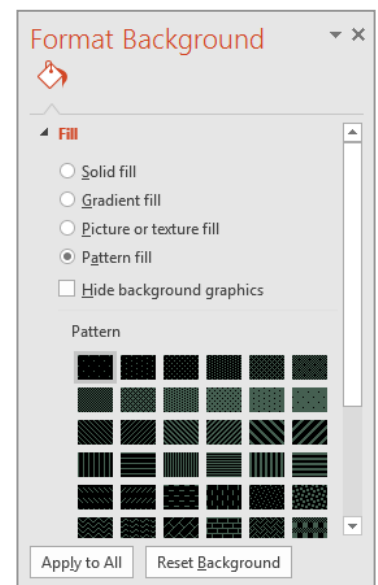 Format Background
Fill
Solid fill
Gradient fill
Picture or texture fill
Pattern fill
Hide background graphics
Pattern
Apply to All
Reset Background